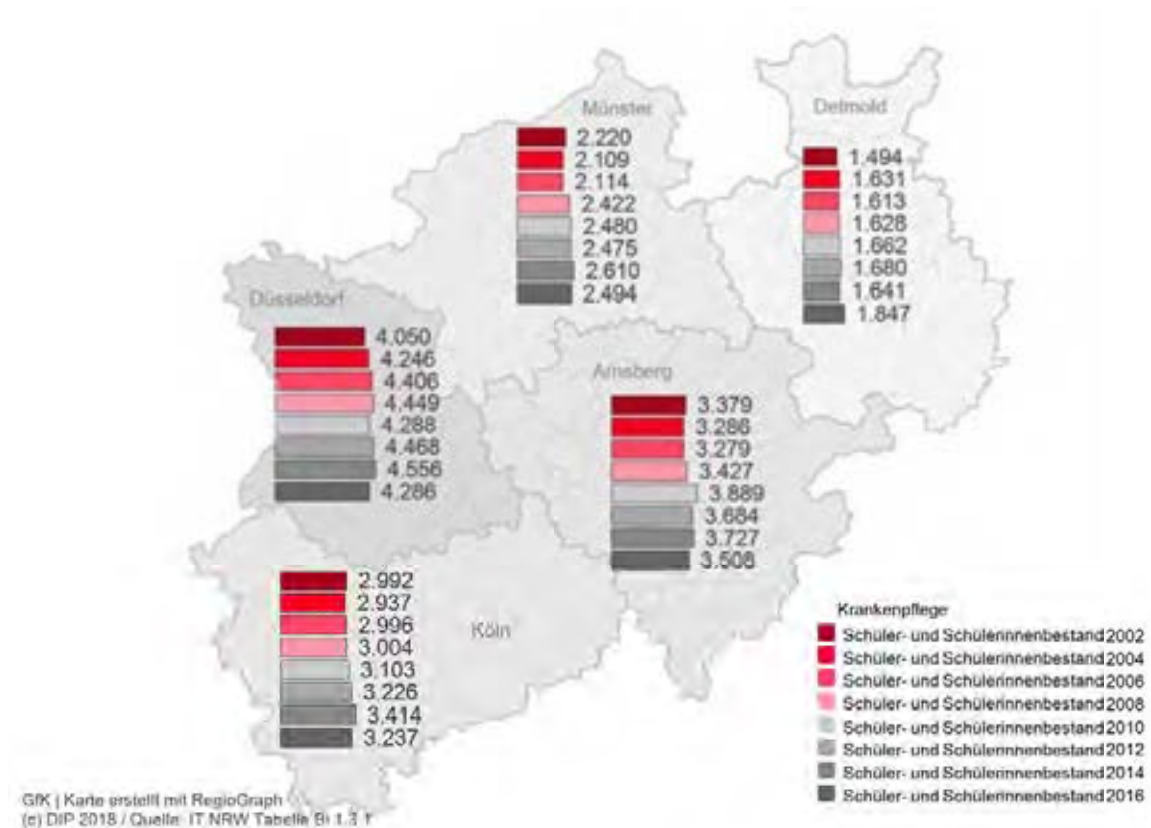 Münster
2.220
2.109
2.114
2.422
2.480
2.475
2.610
2.494
Detmold
1.494
1.631
1.613
1.628
1.662
1.680
1.641
1.847
Düsseldorf
4.050
4.246
4.406
4.449
4.288
4.468
4.556
4.286
Arnsberg
3.379
3.286
3.279
3.427
3.889
3.684
3.727
3.508
Köln
2.992
2.937
2.996
3.004
3.103
3.226
3.414
3.237
Krankenpflege
Schüler- und Schülerinnenbestand 2002
Schüler- und Schülerinnenbestand 2004
Schüler- und Schülerinnenbestand 2006
Schüler- und Schülerinnenbestand 2008
Schüler- und Schülerinnenbestand 2010
Schüler- und Schülerinnenbestand 2012
Schüler- und Schülerinnenbestand 2014
Schüler- und Schülerinnenbestand 2016
GfK | Karte erstellt mit RegioGraph
(c) DIP 2018 / Quelle: IT NRW Tabelle